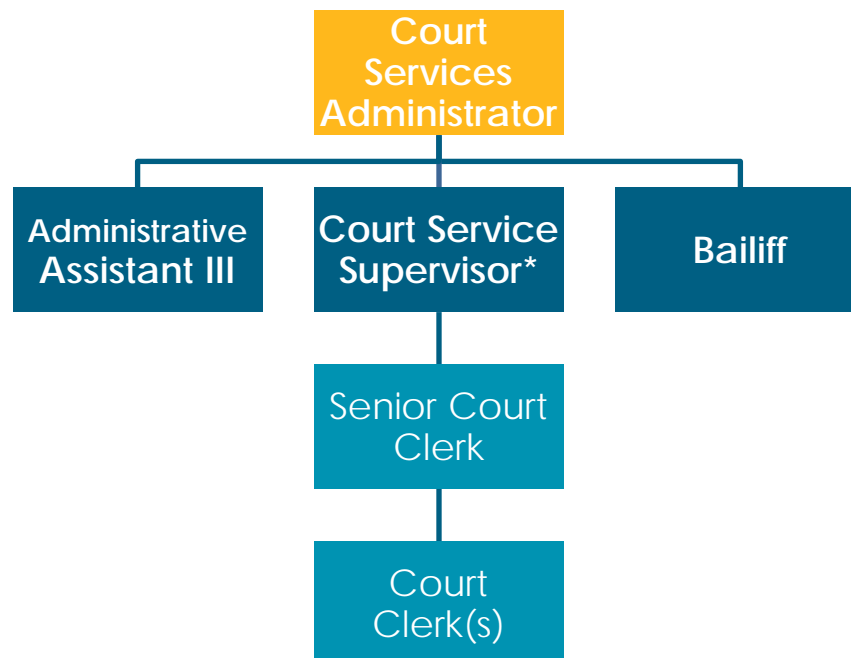 Court
Services
Administrator
Administrative
Assistant III
Court Service
Supervisor*
Bailiff
Senior Court
Clerk
Court
Clerk(s)